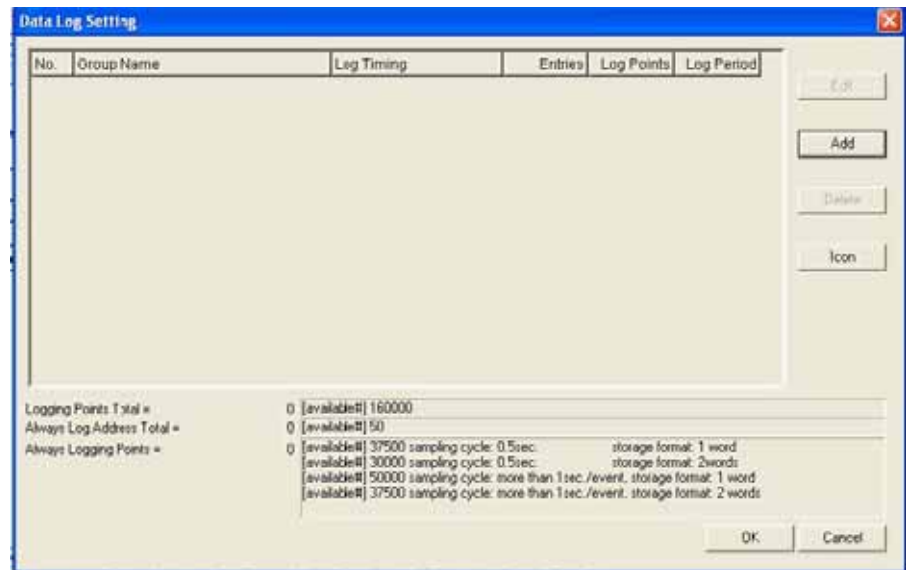 Data Log Setting
No. Group Name Log Timing Entries Log Points Log Period
Edit
Add
Delete
Icon
Logging Points Total = 0 [available#] 160000
Always Log Address Total = 0 [available#] 50
Always Logging Points = 0 [available#] 37500 sampling cycle: 0.5sec. storage format: 1 word
[available#] 30000 sampling cycle: 0.5sec. storage format: 2words
[available#] 50000 sampling cycle: more than 1sec./event, storage format: 1 word
[available#] 37500 sampling cycle: more than 1sec./event, storage format: 2 words
OK Cancel